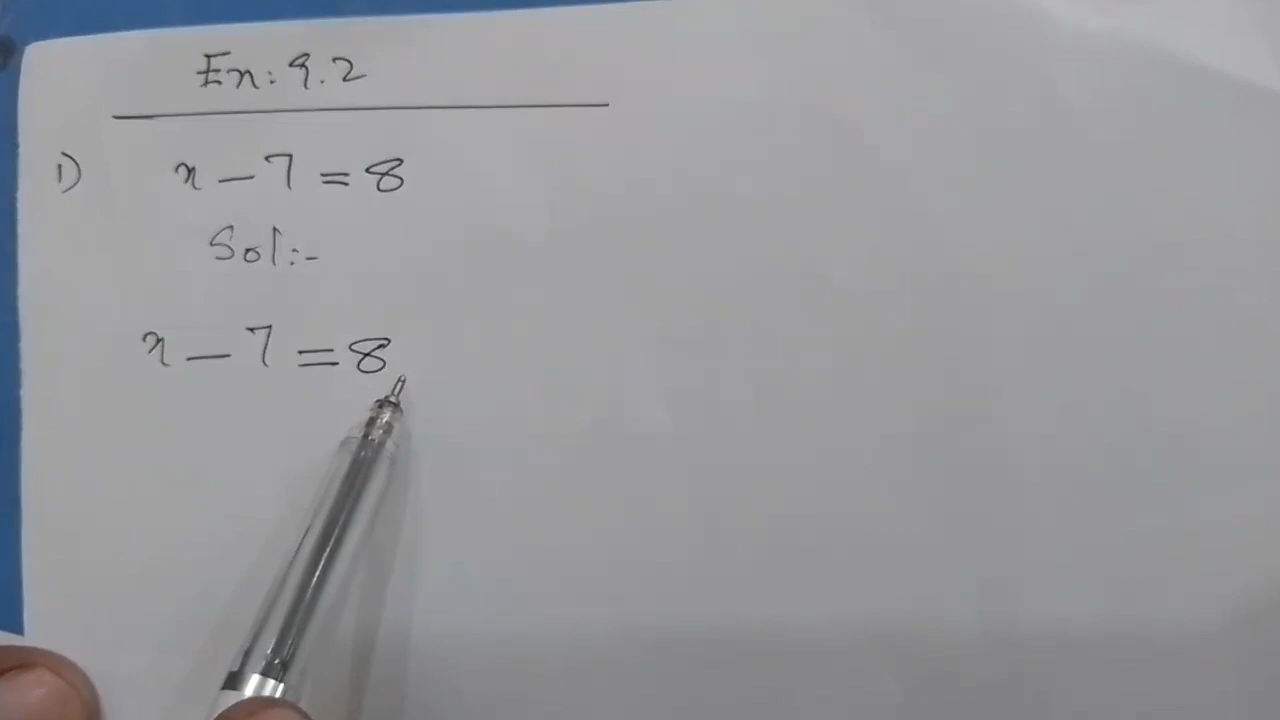 Ex: 9.2
1) x - 7 = 8
Sol:-
x - 7 = 8